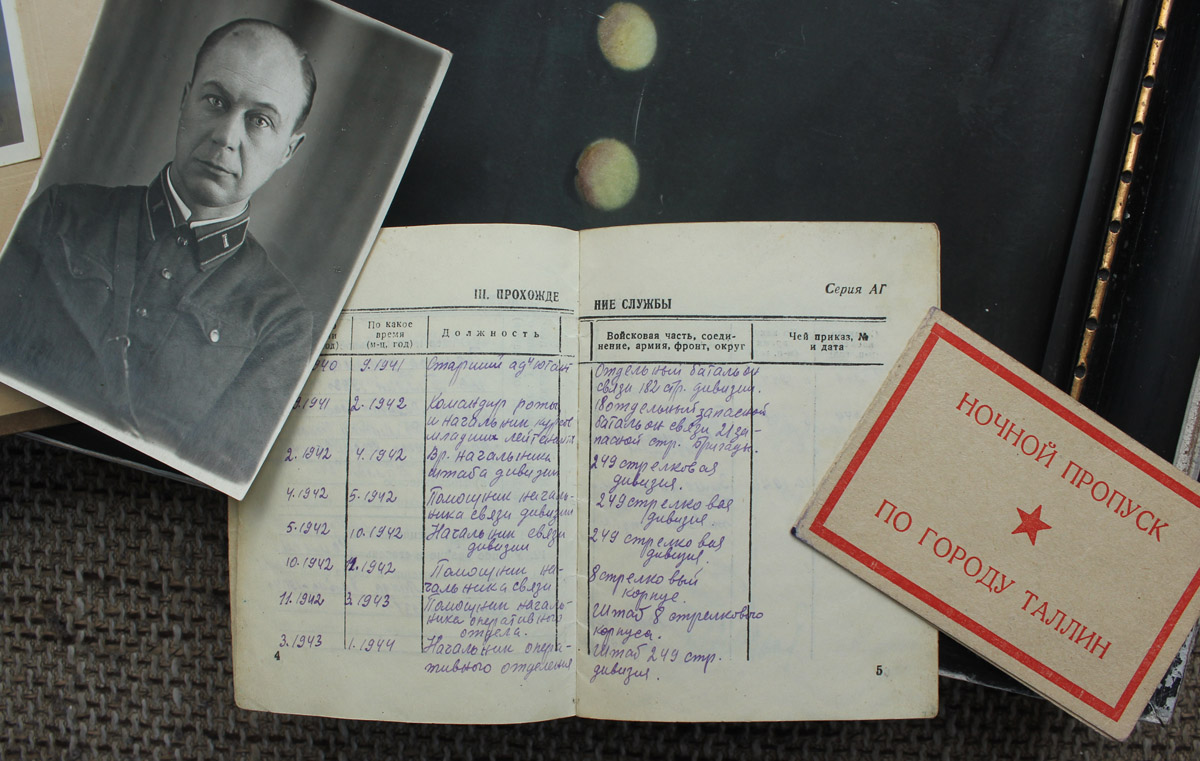 III. ПРОХОЖДЕ
НИЕ СЛУЖБЫ
Серия АГ
По какое
время
(м-ц, год)
Должность
Войсковая часть, соеди-
нение, армия, фронт, округ
Чей приказ, №
и дата
9.1941
Старший адъютант
Отдельный батальон
связи 182 стр. дивизии.
2.1942
Командир роты
и начальник курсов
младших лейтенантов
18 отдельный запасной
батальон связи 21 за-
пасной стр. бригады.
2.1942
4.1942
Вр. начальника
штаба дивизии
249 стрелковая
дивизия.
4.1942
5.1942
Помощник началь-
ника связи дивизии
249 стрелковая
дивизия.
5.1942
10.1942
Начальник связи
дивизии
249 стрелковая
дивизия.
10.1942
Помощник на-
чальника связи
8 стрелковый
корпус.
11.1942
3.1943
Помощник началь-
ника оперативного
отдела.
Штаб 8 стрелкового
корпуса.
3.1943
1.1944
Начальник опера-
тивного отделения
Штаб 249 стр.
дивизия.
4
5
НОЧНОЙ ПРОПУСК
ПО ГОРОДУ ТАЛЛИН